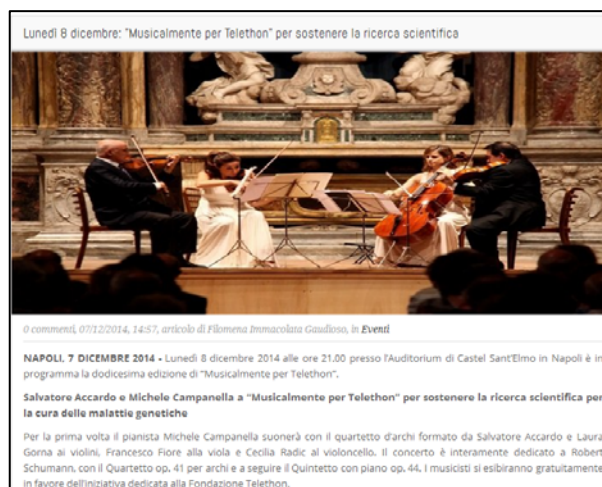 Lunedì 8 dicembre: "Musicalmente per Telethon" per sostenere la ricerca scientifica
0 commenti, 07/12/2014, 14:57, articolo di Filomena Immacolata Gaudioso, in Eventi
NAPOLI, 7 DICEMBRE 2014 - Lunedì 8 dicembre 2014 alle ore 21.00 presso l'Auditorium di Castel Sant'Elmo in Napoli è in
programma la dodicesima edizione di "Musicalmente per Telethon".
Salvatore Accardo e Michele Campanella a "Musicalmente per Telethon" per sostenere la ricerca scientifica per
la cura delle malattie genetiche
Per la prima volta il pianista Michele Campanella suonerà con il quartetto d'archi formato da Salvatore Accardo e Laura
Gorna ai violini, Francesco Fiore alla viola e Cecilia Radic al violoncello. Il concerto è interamente dedicato a Robert
Schumann, con il Quartetto op. 41 per archi e a seguire il Quintetto con piano op. 44. I musicisti si esibiranno gratuitamente
in favore dell'iniziativa dedicata alla Fondazione Telethon.